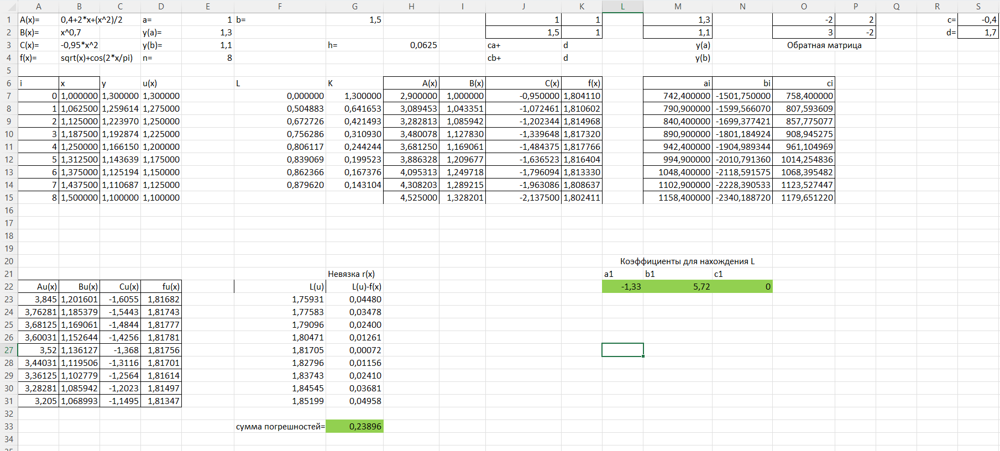 A B C D E F G H I J K L M N O P Q R S
1 A(x)= 0,4+2*x+(x^2)/2 a= 1 b= 1,5 1 1 1,3 -2 2 c= -0,4
2 B(x)= x^0,7 y(a)= 1,3 1,5 1 1,1 3 -2 d= 1,7
3 C(x)= -0,95*x^2 y(b)= 1,1 h= 0,0625 ca+ d y(a) Обратная матрица
4 f(x)= sqrt(x)+cos(2*x/pi) n= 8 cb+ d y(b)
5
6 i x y u(x) L K A(x) B(x) C(x) f(x) ai bi ci
7 0 1,000000 1,300000 1,300000 0,000000 1,300000 2,900000 1,000000 -0,950000 1,804110 742,400000 -1501,750000 758,400000
8 1 1,062500 1,259614 1,275000 0,504883 0,641653 3,089453 1,043351 -1,072461 1,810602 790,900000 -1599,566070 807,593609
9 2 1,125000 1,223970 1,250000 0,672726 0,421493 3,282813 1,085942 -1,202344 1,814968 840,400000 -1699,377421 857,775077
10 3 1,187500 1,192874 1,225000 0,756286 0,310930 3,480078 1,127830 -1,339648 1,817320 890,900000 -1801,184924 908,945275
11 4 1,250000 1,166150 1,200000 0,806117 0,244244 3,681250 1,169061 -1,484375 1,817766 942,400000 -1904,989344 961,104969
12 5 1,312500 1,143639 1,175000 0,839069 0,199523 3,886328 1,209677 -1,636523 1,816404 994,900000 -2010,791360 1014,254836
13 6 1,375000 1,125194 1,150000 0,862366 0,167376 4,095313 1,249718 -1,796094 1,813330 1048,400000 -2118,591575 1068,395482
14 7 1,437500 1,110687 1,125000 0,879620 0,143104 4,308203 1,289215 -1,963086 1,808637 1102,900000 -2228,390533 1123,527447
15 8 1,500000 1,100000 1,100000 4,525000 1,328201 -2,137500 1,802411 1158,400000 -2340,188720 1179,651220
16
17
18
19
20 Коэффициенты для нахождения L
21 Невязка r(x) a1 b1 c1
22 Au(x) Bu(x) Cu(x) fu(x) L(u) L(u)-f(x) -1,33 5,72 0
23 3,845 1,201601 -1,6055 1,81682 1,75931 0,04480
24 3,76281 1,185379 -1,5443 1,81743 1,77583 0,03478
25 3,68125 1,169061 -1,4844 1,81777 1,79096 0,02400
26 3,60031 1,152644 -1,4256 1,81781 1,80471 0,01261
27 3,52 1,136127 -1,368 1,81756 1,81705 0,00072
28 3,44031 1,119506 -1,3116 1,81701 1,82796 0,01156
29 3,36125 1,102779 -1,2564 1,81614 1,83743 0,02410
30 3,28281 1,085942 -1,2023 1,81497 1,84545 0,03681
31 3,205 1,068993 -1,1495 1,81347 1,85199 0,04958
32
33 сумма погрешностей= 0,23896
34